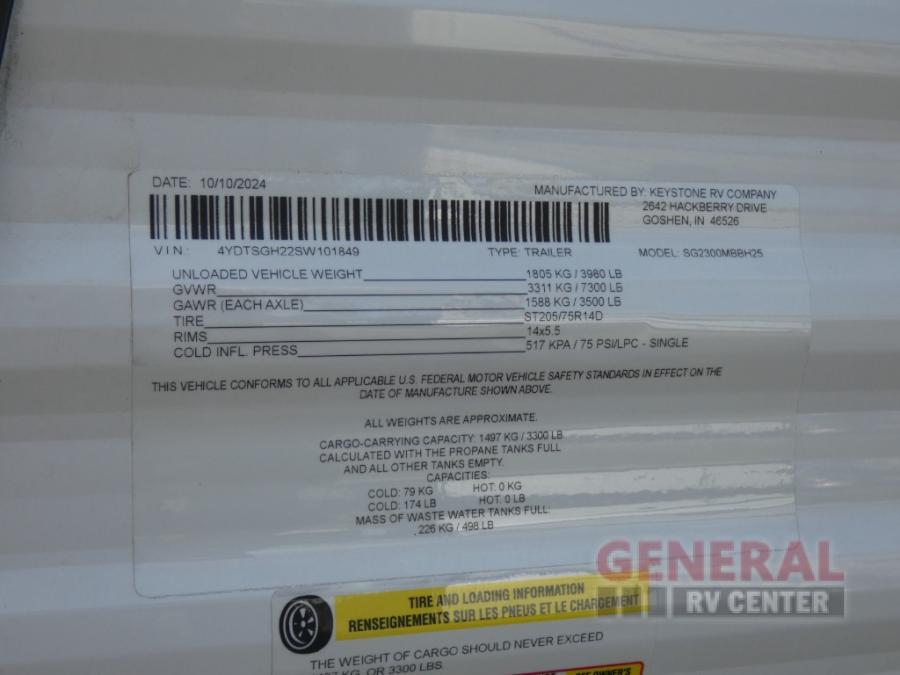 DATE: 10/10/2024
MANUFACTURED BY: KEYSTONE RV COMPANY
2642 HACKBERRY DRIVE
GOSHEN, IN 46526
VIN: 4YDTSGH22SW101849 TYPE: TRAILER MODEL: SG2300MBBH25
UNLOADED VEHICLE WEIGHT 1805 KG / 3980 LB
GVWR 3311 KG / 7300 LB
GAWR (EACH AXLE) 1588 KG / 3500 LB
TIRE ST205/75R14D
RIMS 14x5.5
COLD INFL. PRESS 517 KPA / 75 PSI/LPC - SINGLE
THIS VEHICLE CONFORMS TO ALL APPLICABLE U.S. FEDERAL MOTOR VEHICLE SAFETY STANDARDS IN EFFECT ON THE
DATE OF MANUFACTURE SHOWN ABOVE.
ALL WEIGHTS ARE APPROXIMATE.
CARGO-CARRYING CAPACITY: 1497 KG / 3300 LB
CALCULATED WITH THE PROPANE TANKS FULL
AND ALL OTHER TANKS EMPTY.
CAPACITIES:
COLD: 79 KG HOT: 0 KG
COLD: 174 LB HOT: 0 LB
MASS OF WASTE WATER TANKS FULL:
226 KG / 498 LB
GENERAL
RV CENTER
TIRE AND LOADING INFORMATION
RENSEIGNEMENTS SUR LES PNEUS ET LE CHARGEMENT
THE WEIGHT OF CARGO SHOULD NEVER EXCEED
KG. OR 3300 LBS.
SEE OWNER'S